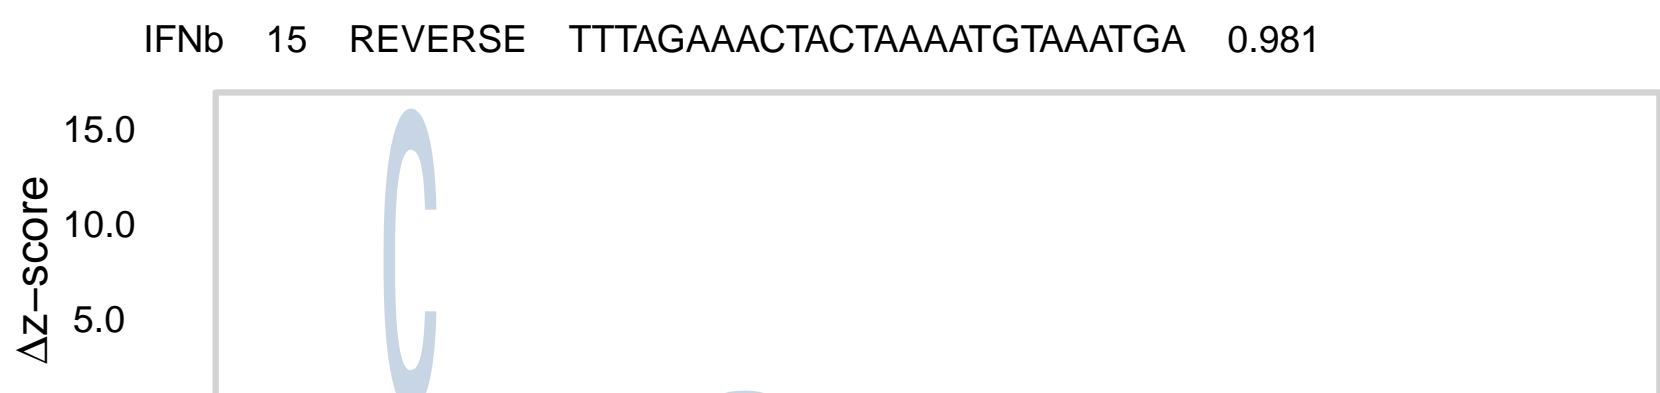 IFNb 15 REVERSE TTTAGAAACTACTAAAATGTAAATGA 0.981
15.0
10.0
5.0
Δz−score
C